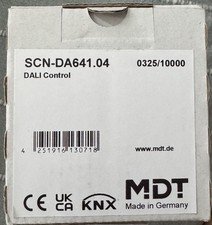 SCN-DA641.04
0325/10000
DALI Control
4 251916 130718
www.mdt.de
CE
UK
CA
KNX
MDT
Made in Germany